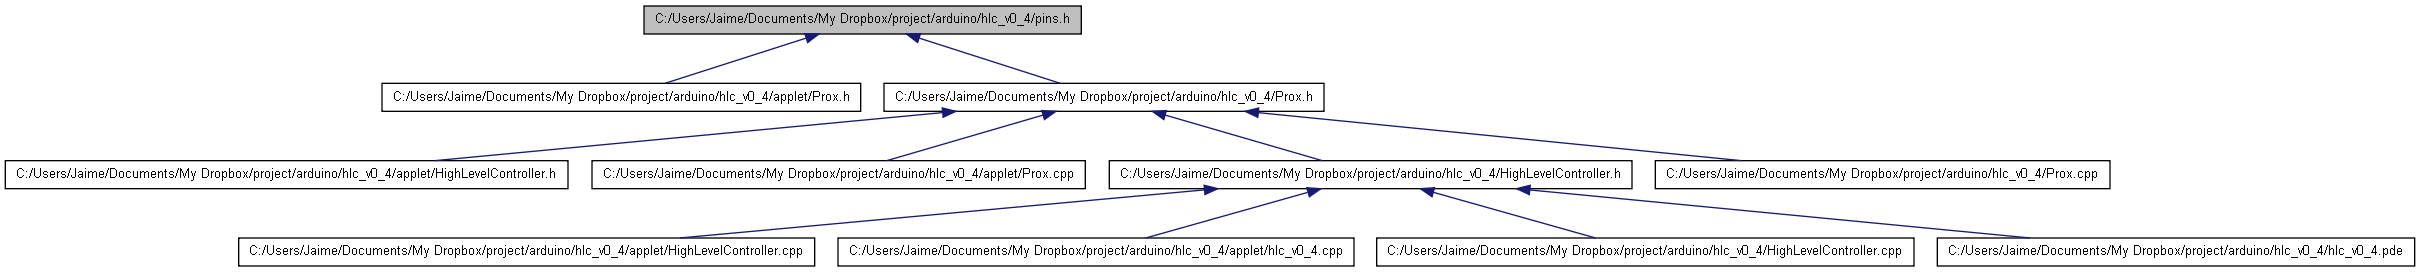 C:/Users/Jaime/Documents/My Dropbox/project/arduino/hlc_v0_4/pins.h
C:/Users/Jaime/Documents/My Dropbox/project/arduino/hlc_v0_4/applet/Prox.h
C:/Users/Jaime/Documents/My Dropbox/project/arduino/hlc_v0_4/Prox.h
C:/Users/Jaime/Documents/My Dropbox/project/arduino/hlc_v0_4/applet/HighLevelController.h
C:/Users/Jaime/Documents/My Dropbox/project/arduino/hlc_v0_4/applet/Prox.cpp
C:/Users/Jaime/Documents/My Dropbox/project/arduino/hlc_v0_4/HighLevelController.h
C:/Users/Jaime/Documents/My Dropbox/project/arduino/hlc_v0_4/Prox.cpp
C:/Users/Jaime/Documents/My Dropbox/project/arduino/hlc_v0_4/applet/HighLevelController.cpp
C:/Users/Jaime/Documents/My Dropbox/project/arduino/hlc_v0_4/applet/hlc_v0_4.cpp
C:/Users/Jaime/Documents/My Dropbox/project/arduino/hlc_v0_4/HighLevelController.cpp
C:/Users/Jaime/Documents/My Dropbox/project/arduino/hlc_v0_4/hlc_v0_4.pde